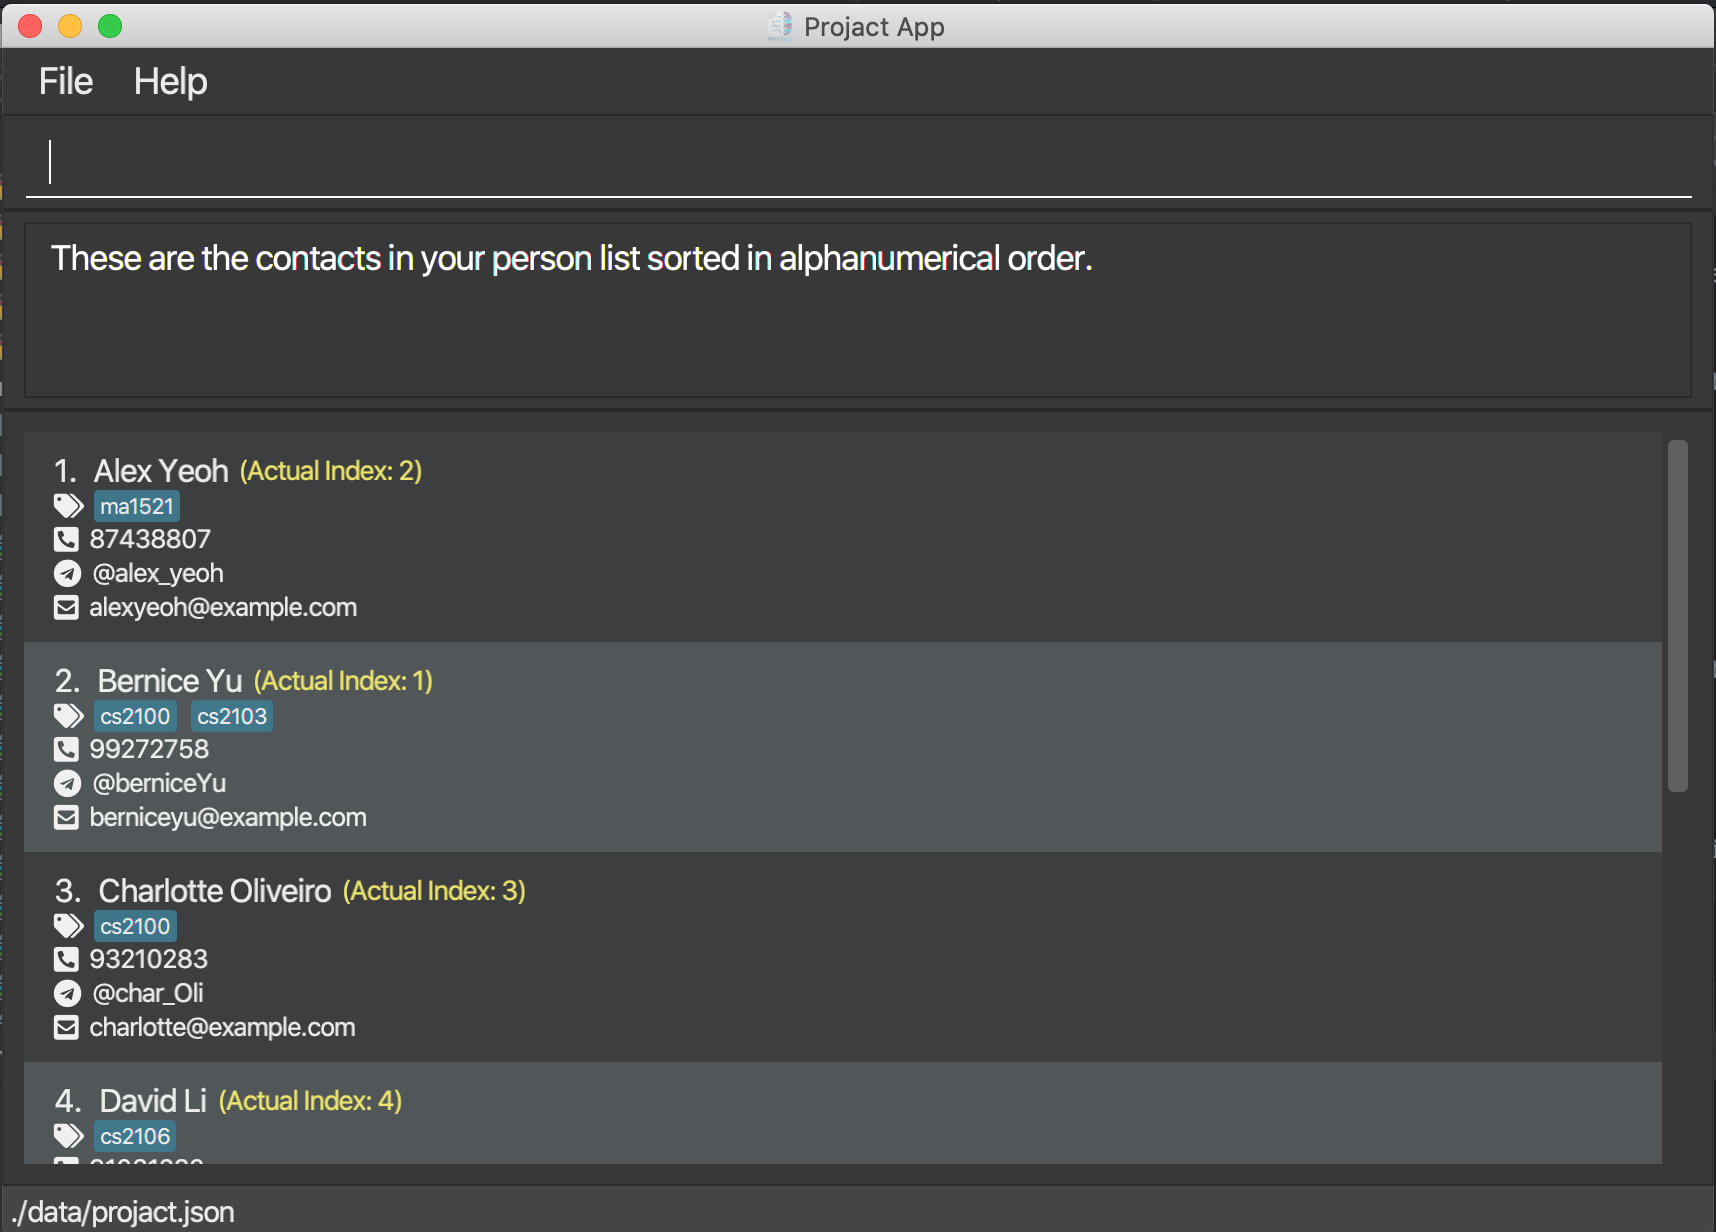 Projact App
File Help
These are the contacts in your person list sorted in alphanumerical order.
1. Alex Yeoh (Actual Index: 2)
ma1521
87438807
@alex_yeoh
alexyeoh@example.com
2. Bernice Yu (Actual Index: 1)
cs2100 cs2103
99272758
@berniceYu
berniceyu@example.com
3. Charlotte Oliveiro (Actual Index: 3)
cs2100
93210283
@char_Oli
charlotte@example.com
4. David Li (Actual Index: 4)
cs2106
./data/projact.json